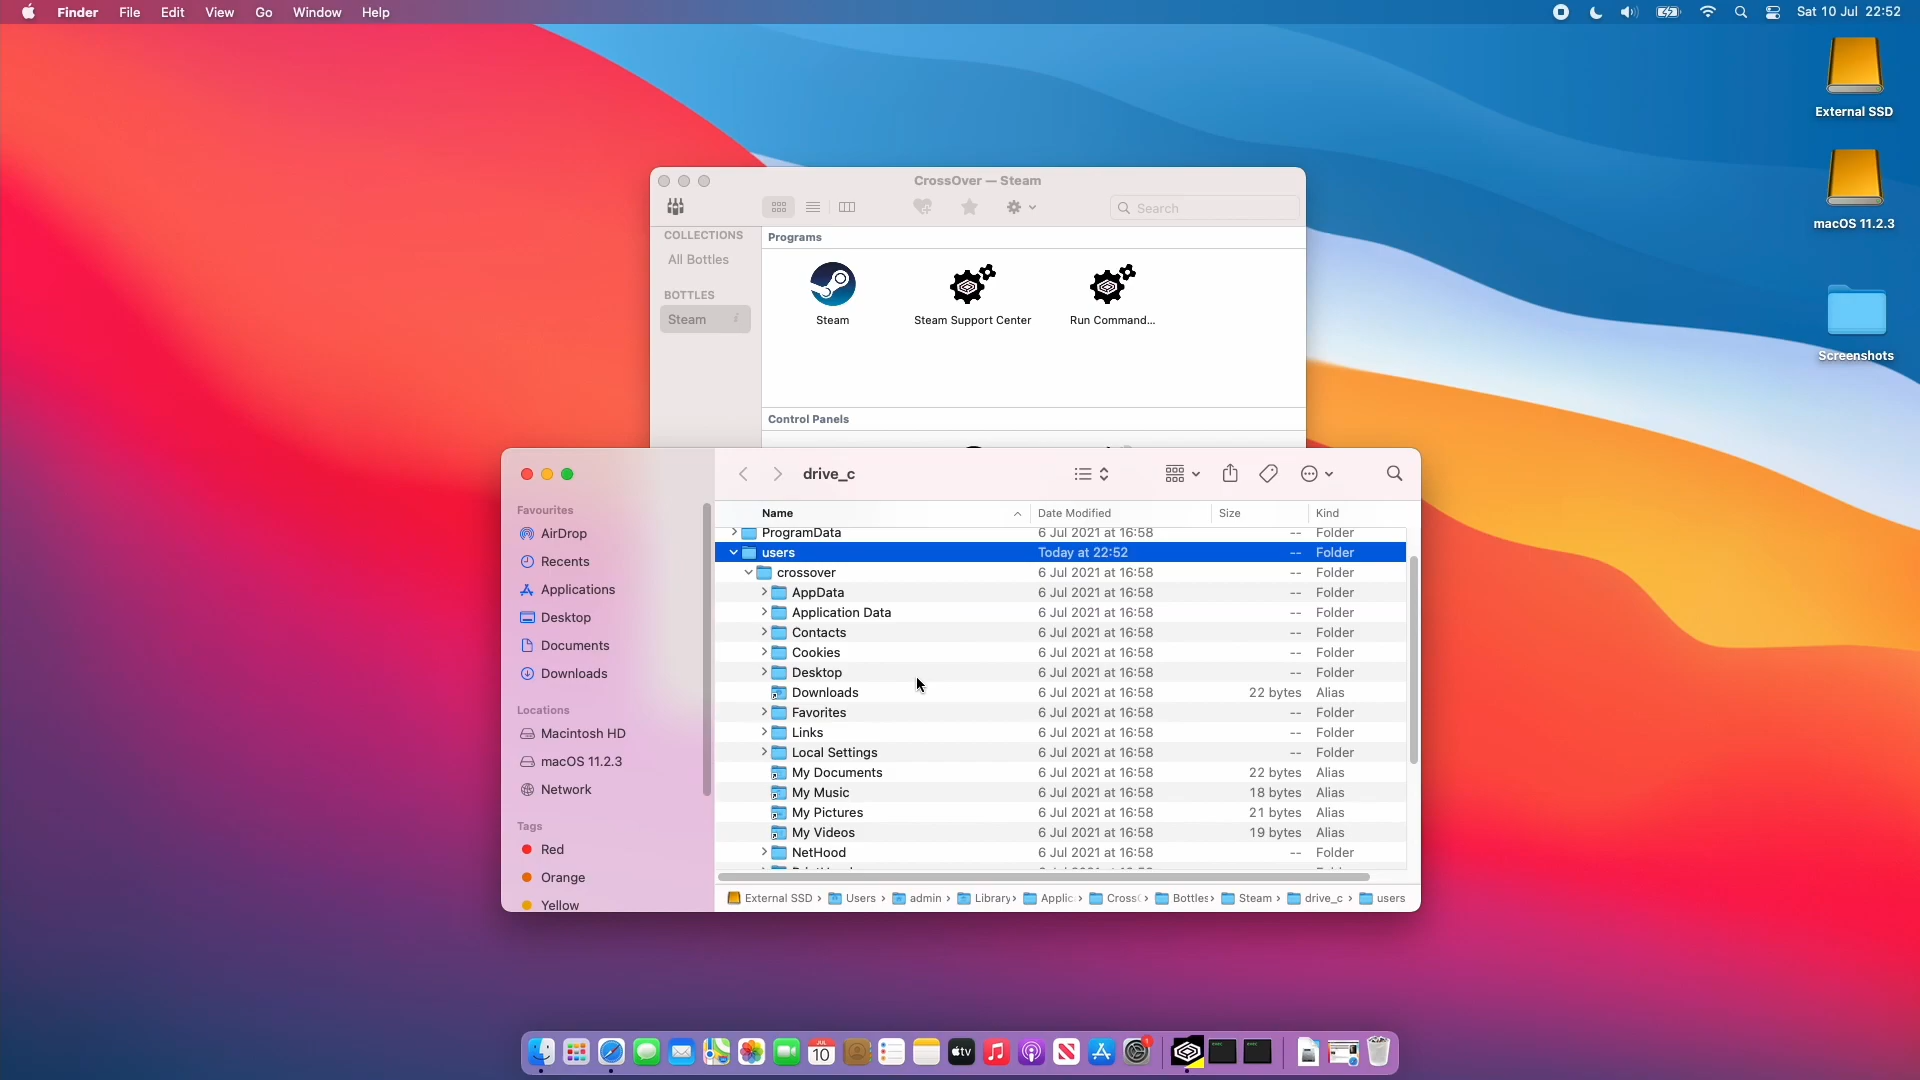 Finder File Edit View Go Window Help Sat 10 Jul 22:52
External SSD
macOS 11.2.3
Screenshots
CrossOver — Steam
Search
COLLECTIONS
All Bottles
BOTTLES
Steam
Programs
Steam Steam Support Center Run Command...
Control Panels
drive_c
Favourites
AirDrop
Recents
Applications
Desktop
Documents
Downloads
Locations
Macintosh HD
macOS 11.2.3
Network
Tags
Red
Orange
Yellow
Name Date Modified Size Kind
ProgramData 6 Jul 2021 at 16:58 -- Folder
users Today at 22:52 -- Folder
crossover 6 Jul 2021 at 16:58 -- Folder
AppData 6 Jul 2021 at 16:58 -- Folder
Application Data 6 Jul 2021 at 16:58 -- Folder
Contacts 6 Jul 2021 at 16:58 -- Folder
Cookies 6 Jul 2021 at 16:58 -- Folder
Desktop 6 Jul 2021 at 16:58 -- Folder
Downloads 6 Jul 2021 at 16:58 22 bytes Alias
Favorites 6 Jul 2021 at 16:58 -- Folder
Links 6 Jul 2021 at 16:58 -- Folder
Local Settings 6 Jul 2021 at 16:58 -- Folder
My Documents 6 Jul 2021 at 16:58 22 bytes Alias
My Music 6 Jul 2021 at 16:58 18 bytes Alias
My Pictures 6 Jul 2021 at 16:58 21 bytes Alias
My Videos 6 Jul 2021 at 16:58 19 bytes Alias
NetHood 6 Jul 2021 at 16:58 -- Folder
External SSD › Users › admin › Library › Applic › Cross › Bottles › Steam › drive_c › users
JUL
10
tv
1